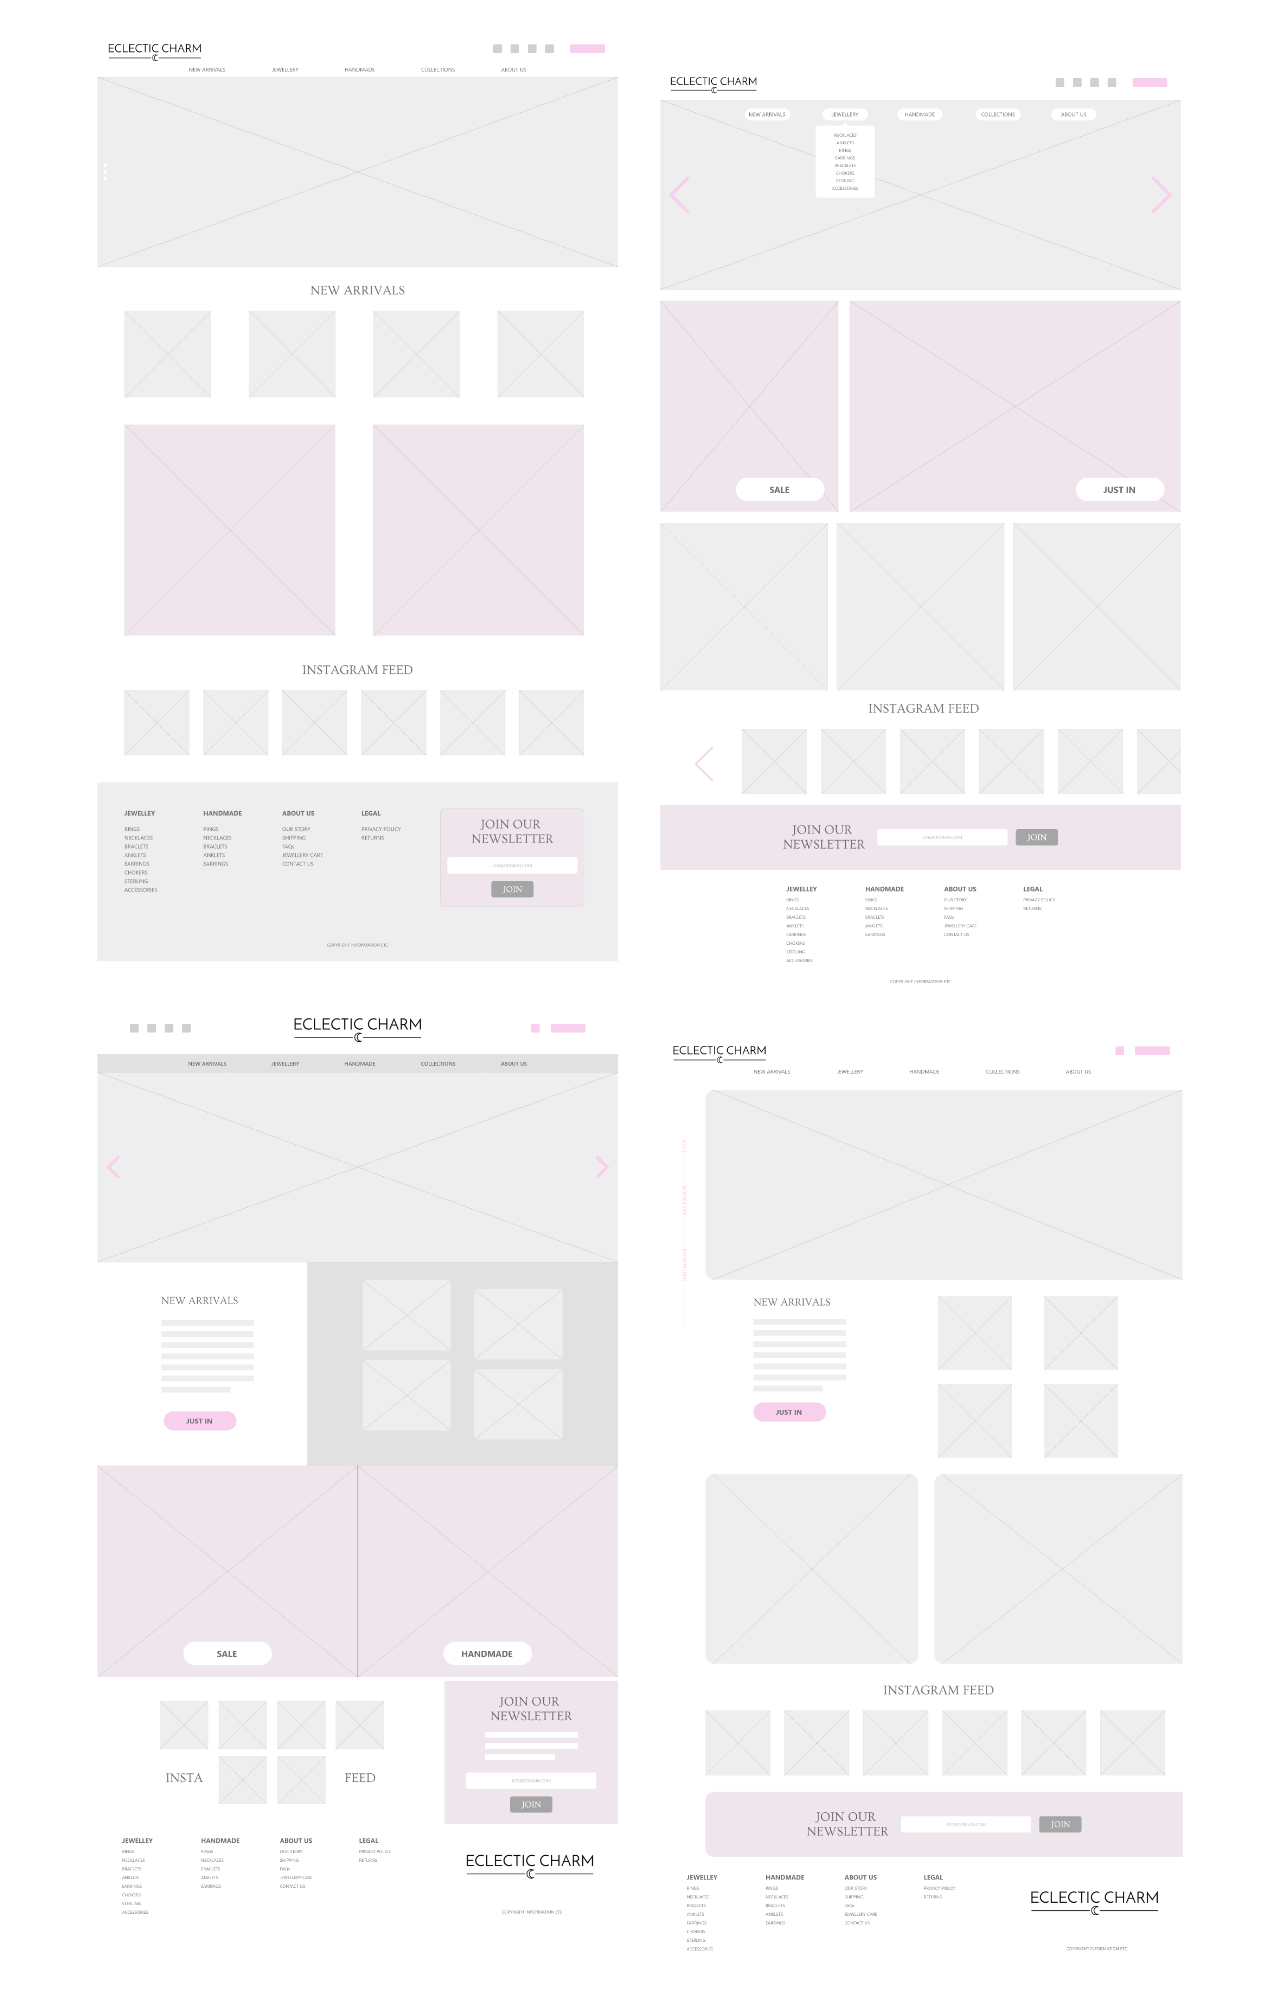 ECLECTIC CHARM
NEW ARRIVALS JEWELLERY HANDMADE COLLECTIONS ABOUT US
NEW ARRIVALS
INSTAGRAM FEED
JEWELLEY HANDMADE ABOUT US LEGAL
RINGS RINGS OUR STORY PRIVACY POLICY
NECKLACES NECKLACES SHIPPING RETURNS
BRACLETS BRACLETS FAQs
ANKLETS ANKLETS JEWELLERY CARE
EARRINGS EARRINGS CONTACT US
CHOKERS
STERLING
ACCESSORIES
JOIN OUR
NEWSLETTER
JOIN
COPYRIGHT INFORMATION ETC
ECLECTIC CHARM
NEW ARRIVALS JEWELLERY HANDMADE COLLECTIONS ABOUT US
NECKLACES
ANKLETS
RINGS
EARRINGS
BRACELETS
CHOKERS
STERLING
ACCESSORIES
SALE
JUST IN
INSTAGRAM FEED
JOIN OUR
NEWSLETTER
JOIN
JEWELLEY HANDMADE ABOUT US LEGAL
RINGS RINGS OUR STORY PRIVACY POLICY
NECKLACES NECKLACES SHIPPING RETURNS
BRACLETS BRACLETS FAQs
ANKLETS ANKLETS JEWELLERY CARE
EARRINGS EARRINGS CONTACT US
CHOKERS
STERLING
ACCESSORIES
COPYRIGHT INFORMATION ETC
ECLECTIC CHARM
NEW ARRIVALS JEWELLERY HANDMADE COLLECTIONS ABOUT US
NEW ARRIVALS
JUST IN
SALE
HANDMADE
INSTA FEED
JOIN OUR
NEWSLETTER
JOIN
JEWELLEY HANDMADE ABOUT US LEGAL
RINGS RINGS OUR STORY PRIVACY POLICY
NECKLACES NECKLACES SHIPPING RETURNS
BRACLETS BRACLETS FAQs
ANKLETS ANKLETS JEWELLERY CARE
EARRINGS EARRINGS CONTACT US
CHOKERS
STERLING
ACCESSORIES
ECLECTIC CHARM
COPYRIGHT INFORMATION ETC
ECLECTIC CHARM
NEW ARRIVALS JEWELLERY HANDMADE COLLECTIONS ABOUT US
ETSY
FACEBOOK
INSTAGRAM
NEW ARRIVALS
JUST IN
INSTAGRAM FEED
JOIN OUR
NEWSLETTER
JOIN
JEWELLEY HANDMADE ABOUT US LEGAL
RINGS RINGS OUR STORY PRIVACY POLICY
NECKLACES NECKLACES SHIPPING RETURNS
BRACLETS BRACLETS FAQs
ANKLETS ANKLETS JEWELLERY CARE
EARRINGS EARRINGS CONTACT US
CHOKERS
STERLING
ACCESSORIES
ECLECTIC CHARM
COPYRIGHT INFORMATION ETC